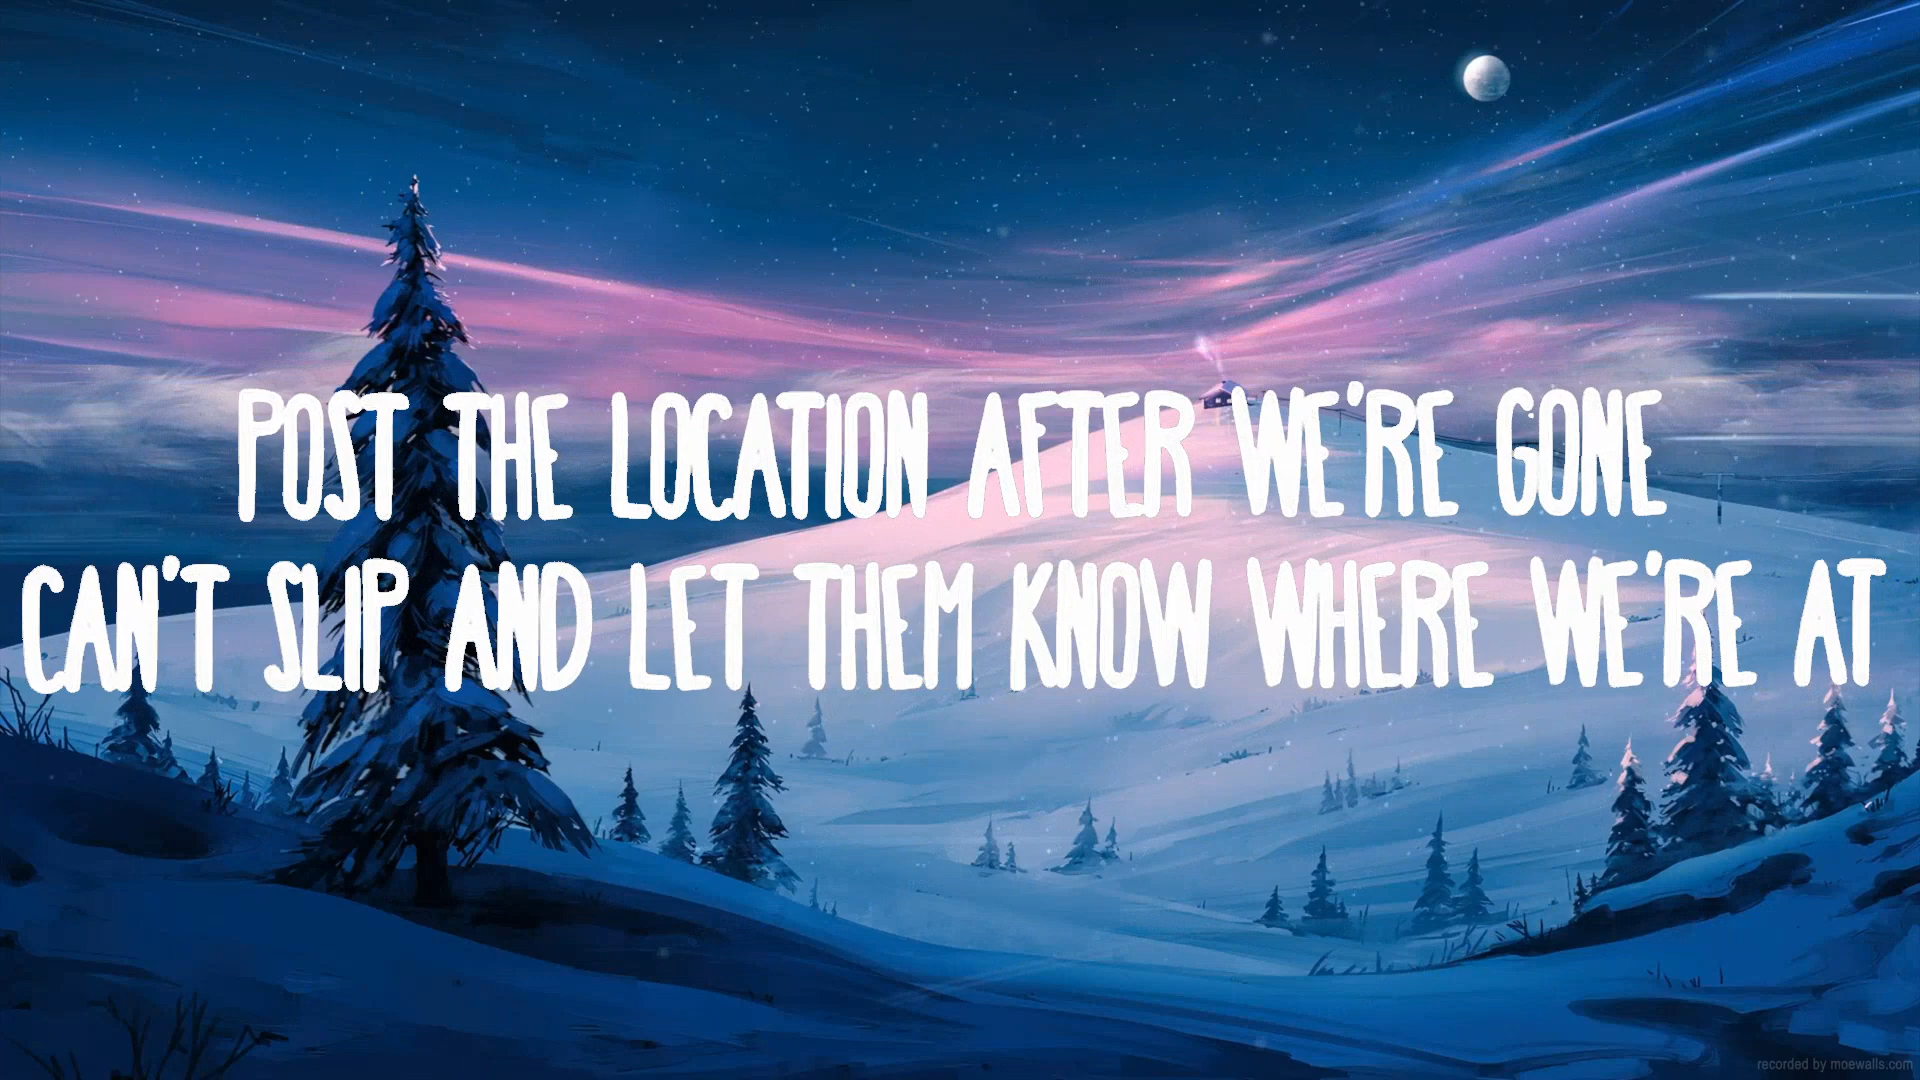 POST THE LOCATION AFTER WE'RE GONE
CAN'T SLIP AND LET THEM KNOW WHERE WE'RE AT
recorded by moewalls.com